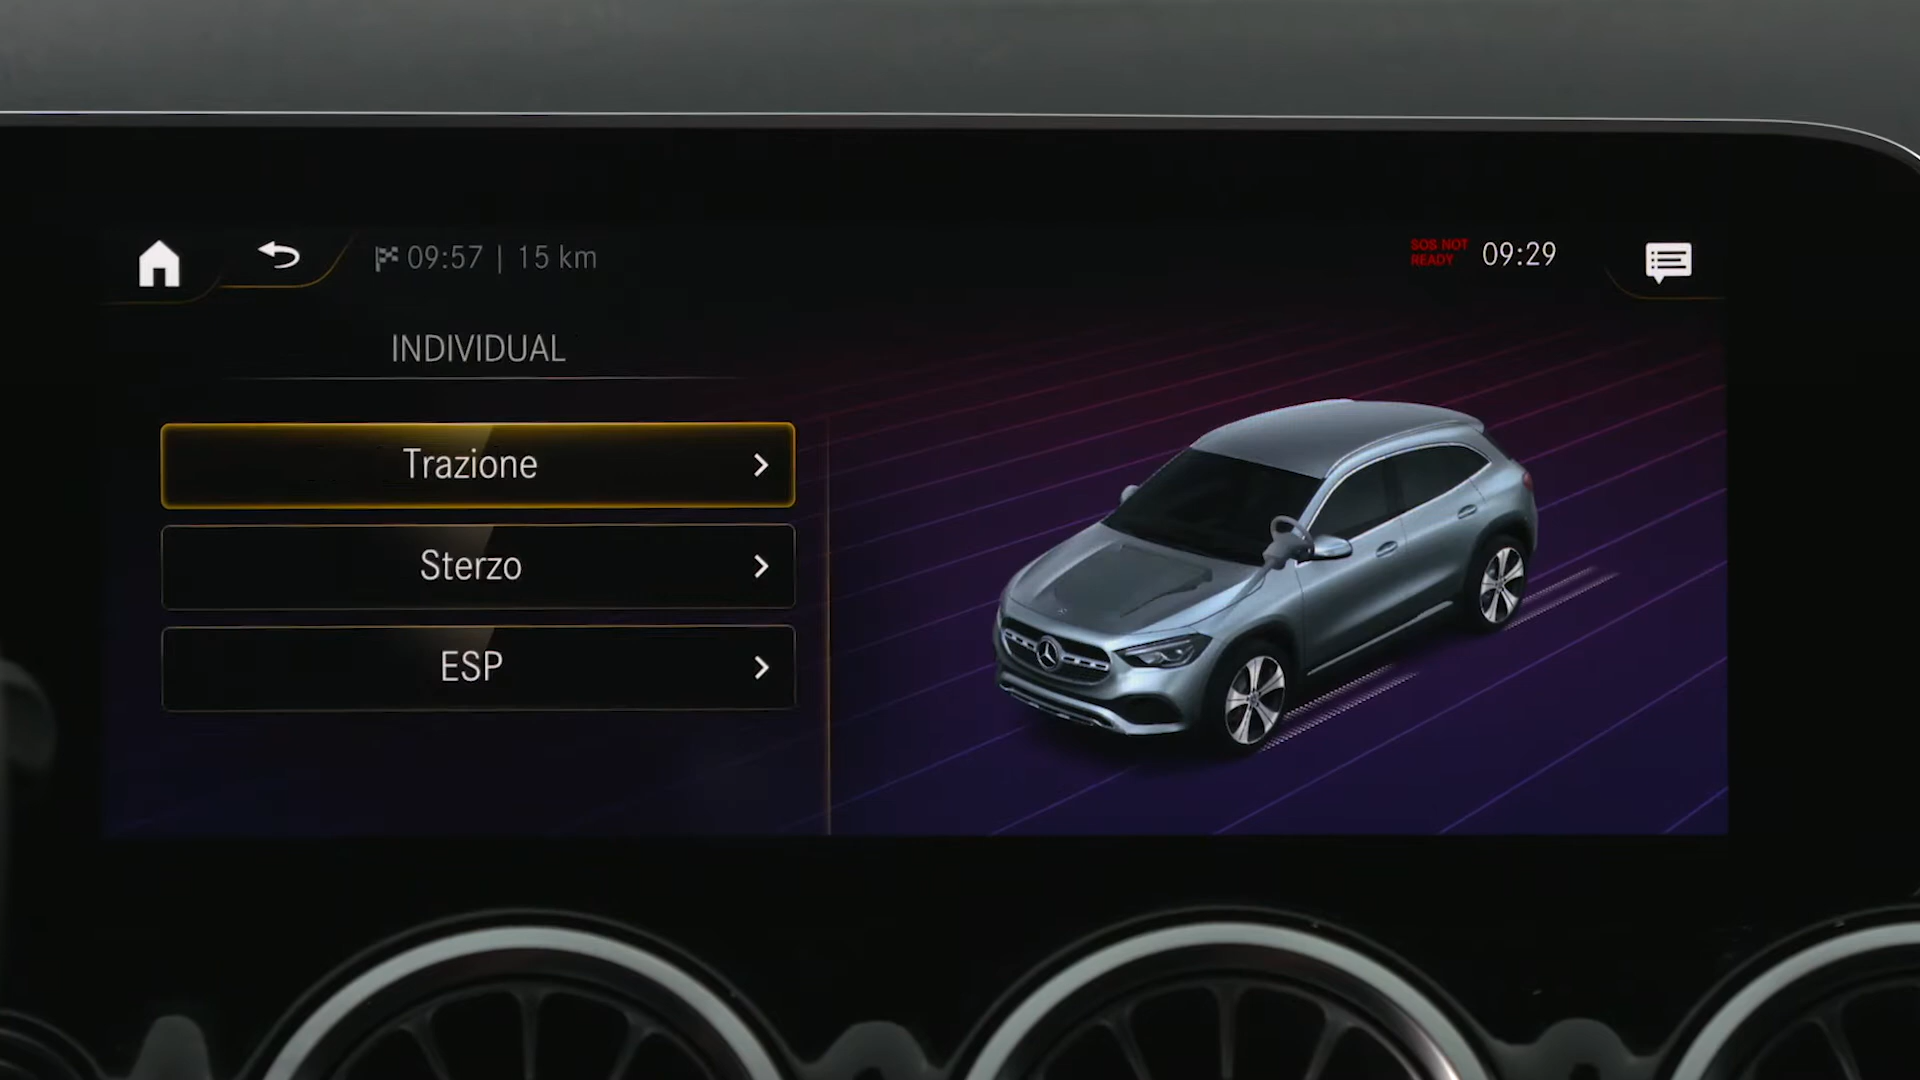 09:57 | 15 km
SOS NOT
READY
09:29
INDIVIDUAL
Trazione
Sterzo
ESP